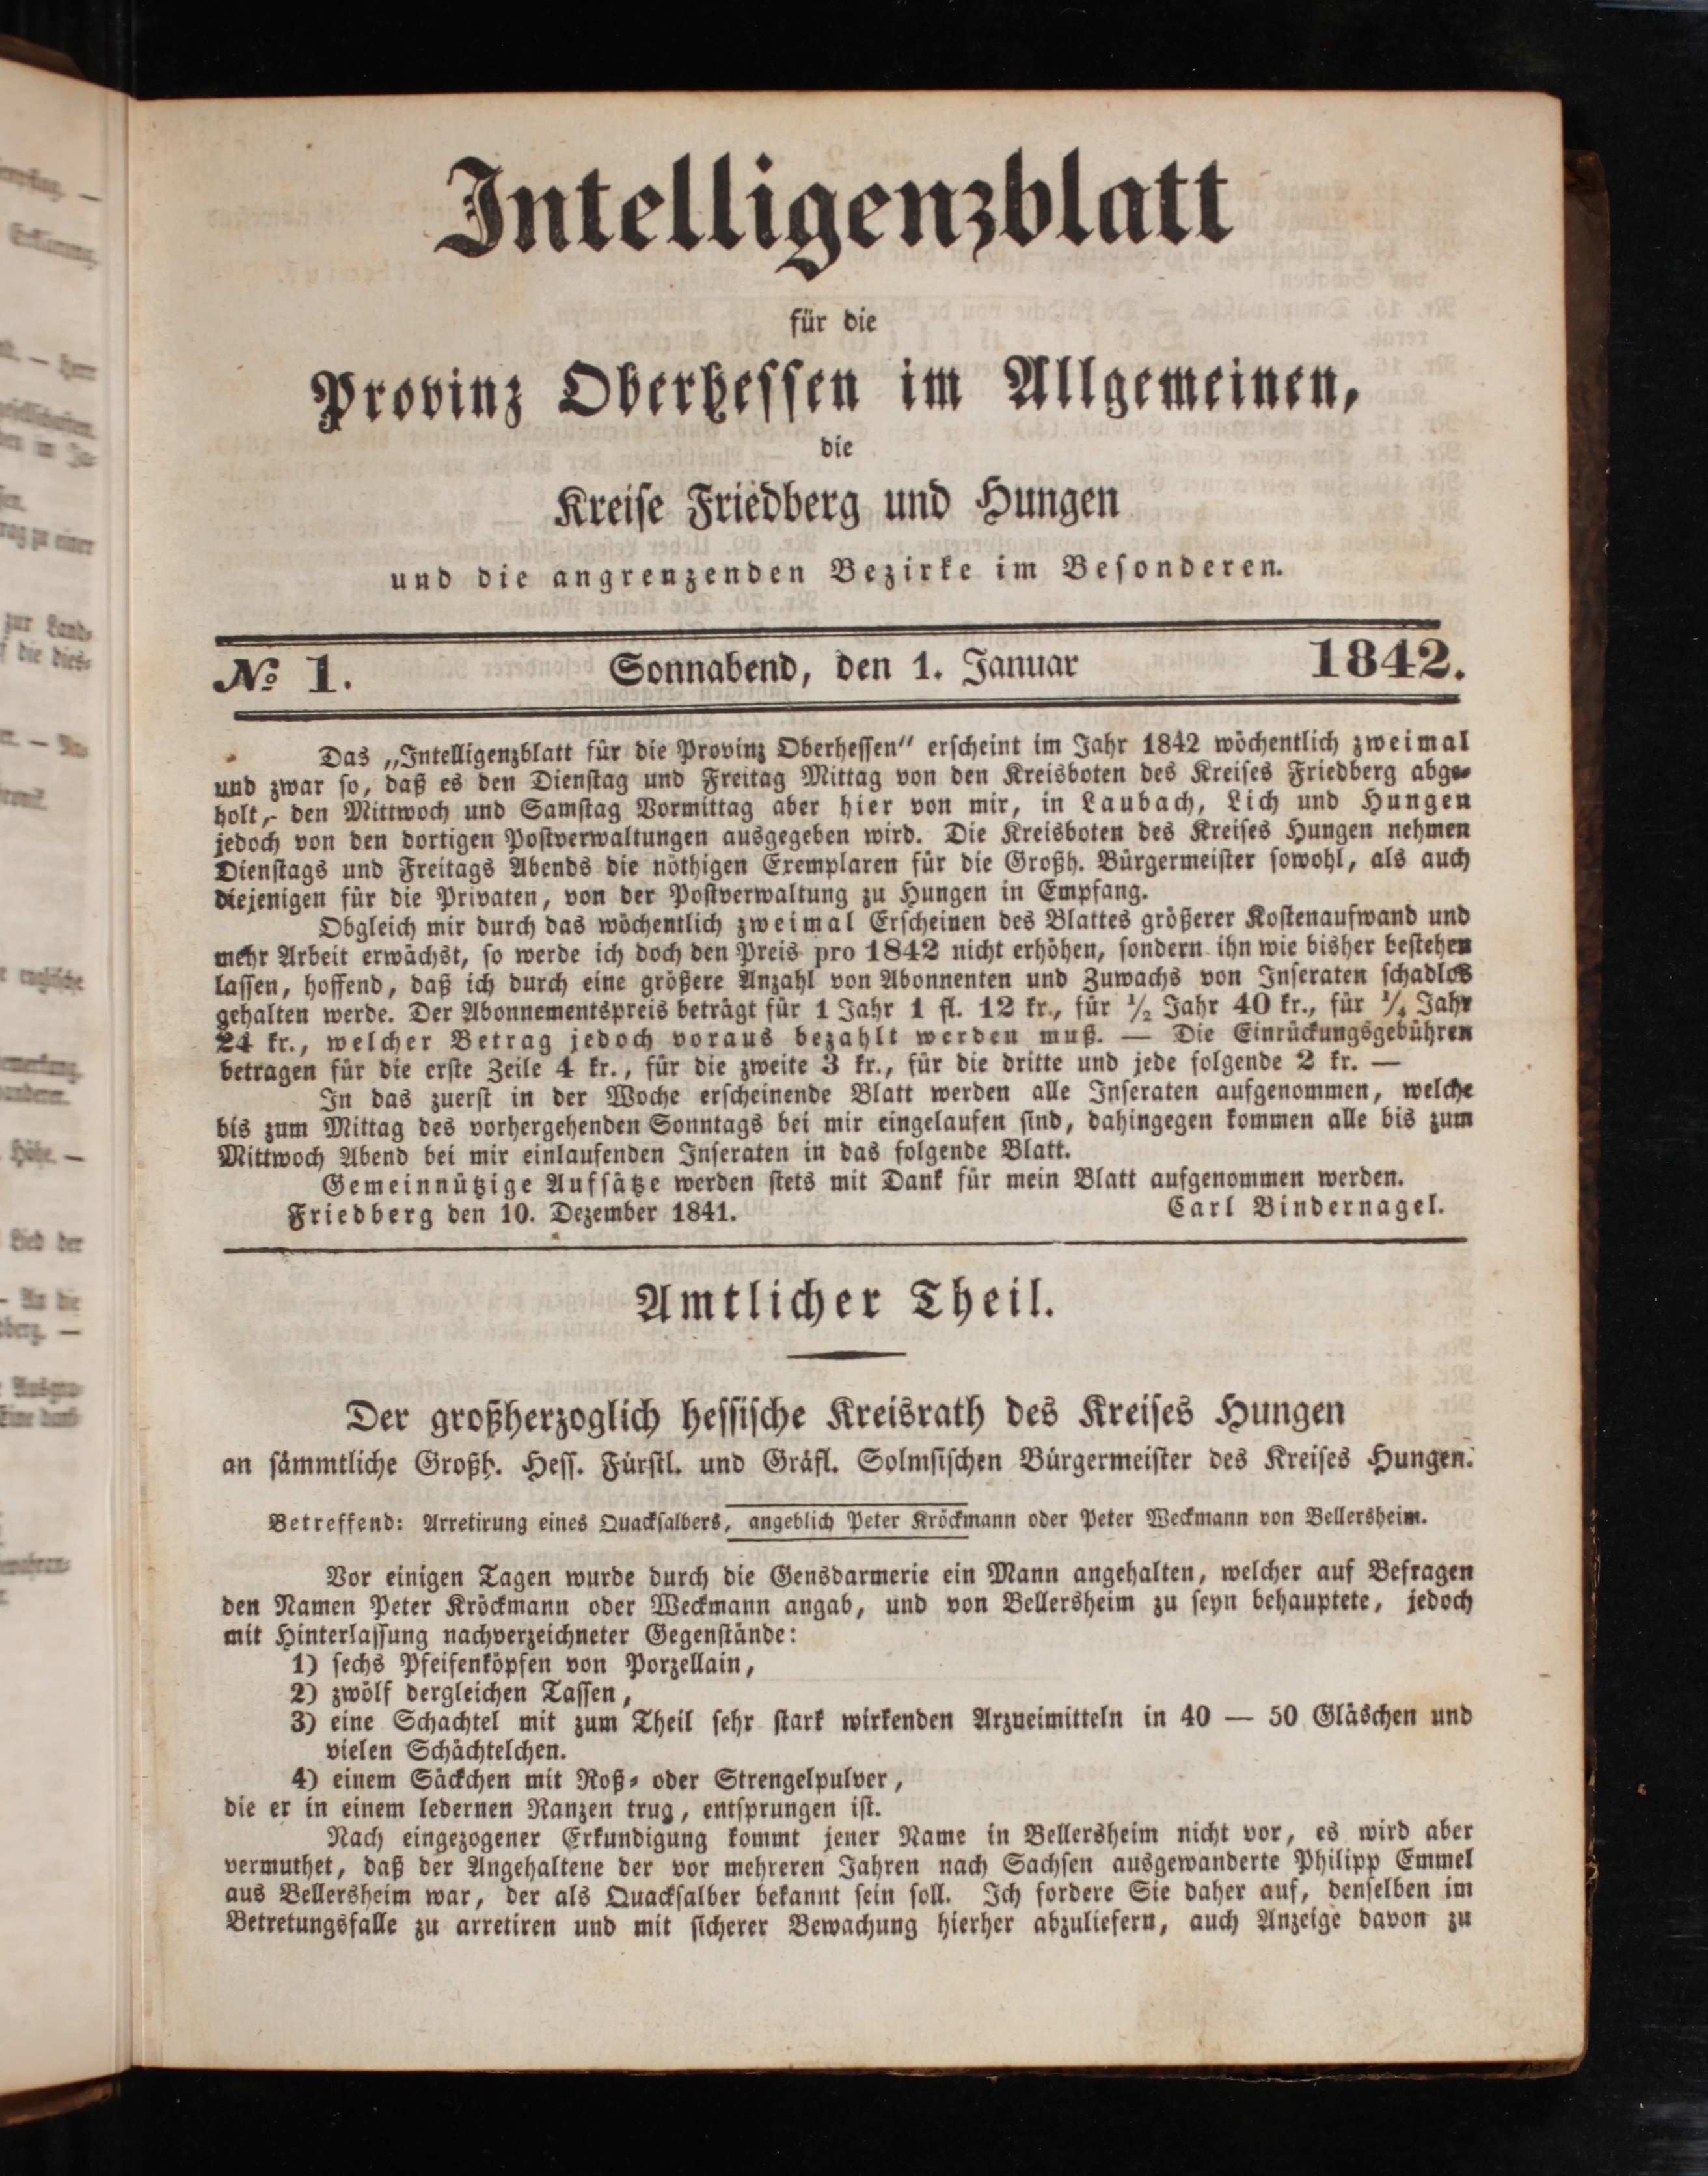 Intelligenzblatt
für die
Provinz Oberhessen im Allgemeinen,
die
Kreise Friedberg und Hungen
und die angrenzenden Bezirke im Besonderen.
№ 1. Sonnabend, den 1. Januar 1842.
Das „Intelligenzblatt für die Provinz Oberhessen“ erscheint im Jahr 1842 wöchentlich zweimal
und zwar so, daß es den Dienstag und Freitag Mittag von den Kreisboten des Kreises Friedberg abge-
holt, den Mittwoch und Samstag Vormittag aber hier von mir, in Laubach, Lich und Hungen
jedoch von den dortigen Postverwaltungen ausgegeben wird. Die Kreisboten des Kreises Hungen nehmen
Dienstags und Freitags Abends die nöthigen Exemplaren für die Großh. Bürgermeister sowohl, als auch
diejenigen für die Privaten, von der Postverwaltung zu Hungen in Empfang.
Obgleich mir durch das wöchentlich zweimal Erscheinen des Blattes größerer Kostenaufwand und
mehr Arbeit erwächst, so werde ich doch den Preis pro 1842 nicht erhöhen, sondern ihn wie bisher bestehen
lassen, hoffend, daß ich durch eine größere Anzahl von Abonnenten und Zuwachs von Inseraten schadlos
gehalten werde. Der Abonnementspreis beträgt für 1 Jahr 1 fl. 12 kr., für ½ Jahr 40 kr., für ¼ Jahr
24 kr., welcher Betrag jedoch voraus bezahlt werden muß. — Die Einrückungsgebühren
betragen für die erste Zeile 4 kr., für die zweite 3 kr., für die dritte und jede folgende 2 kr. —
In das zuerst in der Woche erscheinende Blatt werden alle Inseraten aufgenommen, welche
bis zum Mittag des vorhergehenden Sonntags bei mir eingelaufen sind, dahingegen kommen alle bis zum
Mittwoch Abend bei mir einlaufenden Inseraten in das folgende Blatt.
Gemeinnützige Aufsätze werden stets mit Dank für mein Blatt aufgenommen werden.
Friedberg den 10. Dezember 1841. Carl Bindernagel.
Amtlicher Theil.
Der großherzoglich hessische Kreisrath des Kreises Hungen
an sämmtliche Großh. Hess. Fürstl. und Gräfl. Solmsischen Bürgermeister des Kreises Hungen.
Betreffend: Arretirung eines Quacksalbers, angeblich Peter Kröckmann oder Peter Weckmann von Bellersheim.
Vor einigen Tagen wurde durch die Gensdarmerie ein Mann angehalten, welcher auf Befragen
den Namen Peter Kröckmann oder Weckmann angab, und von Bellersheim zu seyn behauptete, jedoch
mit Hinterlassung nachverzeichneter Gegenstände:
1) sechs Pfeifenköpfen von Porzellain,
2) zwölf dergleichen Tassen,
3) eine Schachtel mit zum Theil sehr stark wirkenden Arzneimitteln in 40 — 50 Gläschen und
vielen Schächtelchen.
4) einem Säckchen mit Roß- oder Strengelpulver,
die er in einem ledernen Ranzen trug, entsprungen ist.
Nach eingezogener Erkundigung kommt jener Name in Bellersheim nicht vor, es wird aber
vermuthet, daß der Angehaltene der vor mehreren Jahren nach Sachsen ausgewanderte Philipp Emmel
aus Bellersheim war, der als Quacksalber bekannt sein soll. Ich fordere Sie daher auf, denselben im
Betretungsfalle zu arretiren und mit sicherer Bewachung hierher abzuliefern, auch Anzeige davon zu